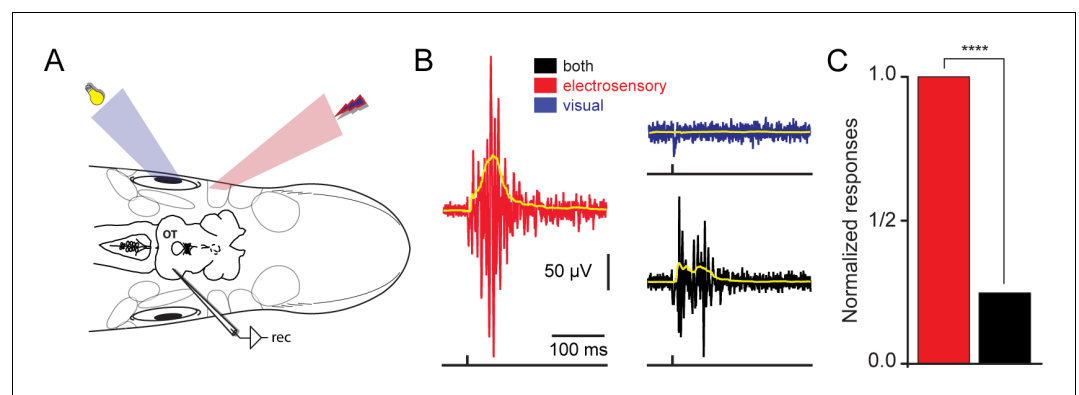 A
OT
rec
B
both
electrosensory
visual
50 µV
100 ms
C
****
Normalized responses
1.0
1/2
0.0